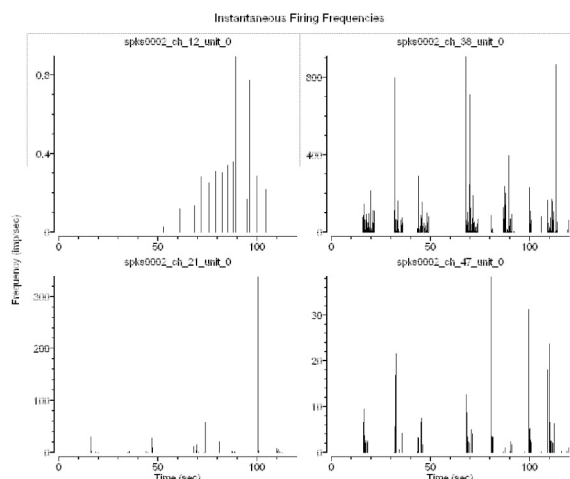 Instantaneous Firing Frequencies
spks0002_ch_12_unit_0
spks0002_ch_38_unit_0
0.8
0.4
0
0 50 100
800
400
0
0 50 100
Frequency (imp/sec)
spks0002_ch_21_unit_0
spks0002_ch_47_unit_0
300
200
100
0
0 50 100
Time (sec)
30
20
10
0
0 50 100
Time (sec)